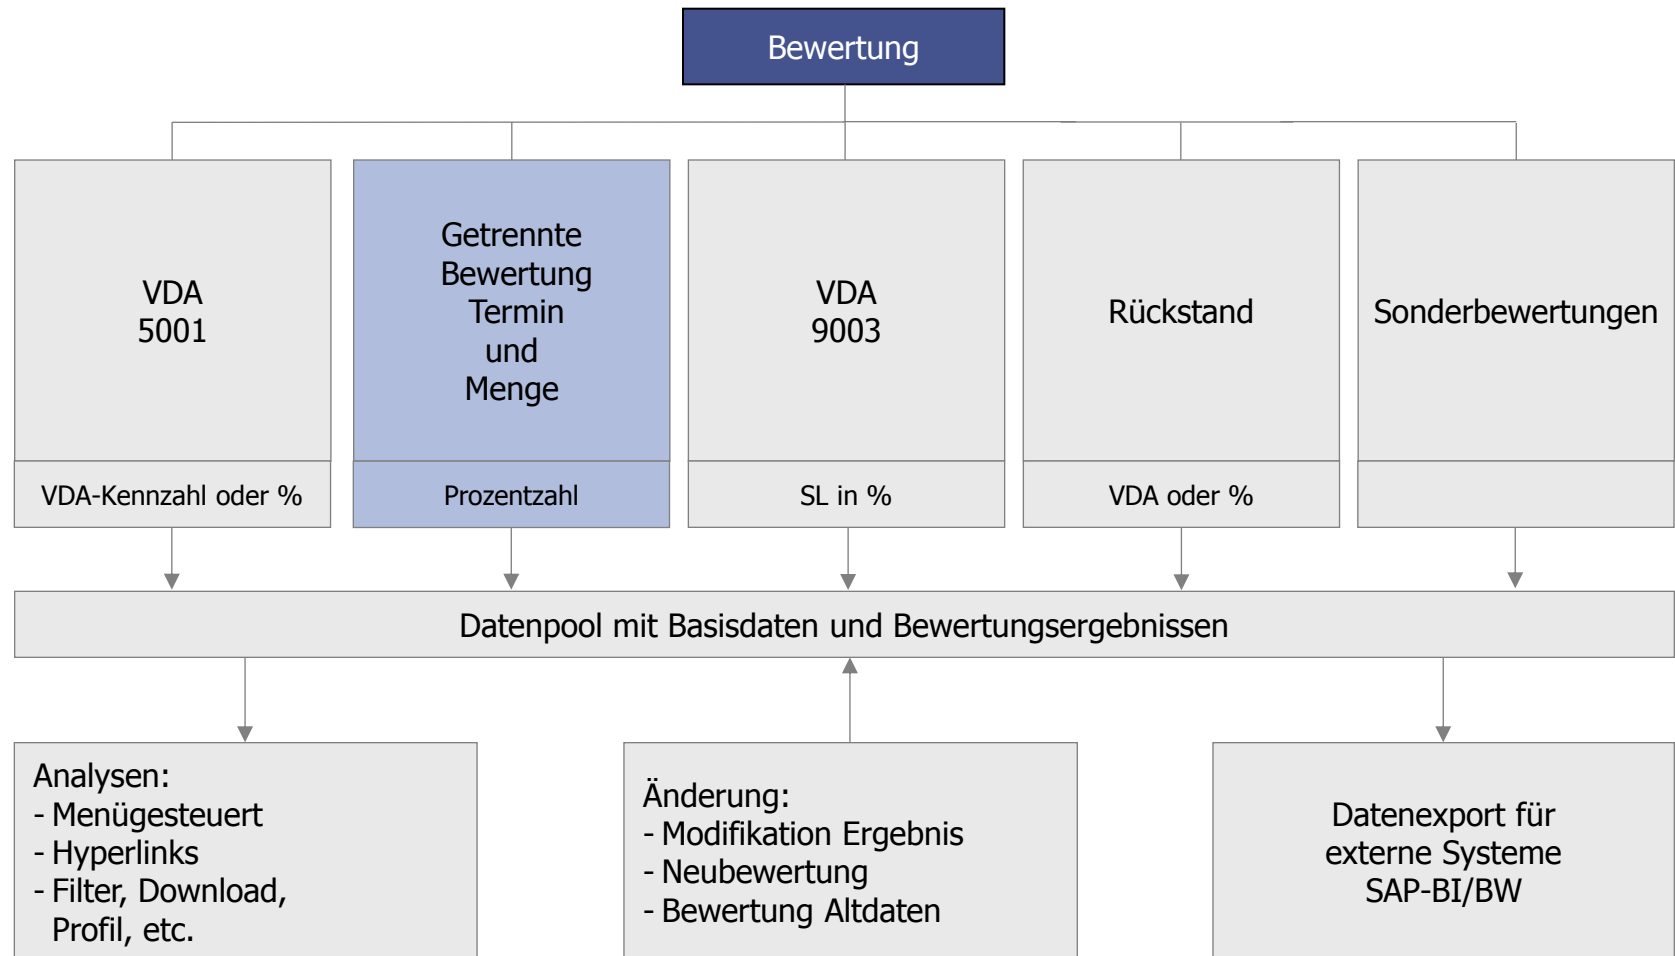 Bewertung
VDA
5001
Getrennte
Bewertung
Termin
und
Menge
VDA
9003
Rückstand
Sonderbewertungen
VDA-Kennzahl oder %
Prozentzahl
SL in %
VDA oder %
Datenpool mit Basisdaten und Bewertungsergebnissen
Analysen:
- Menügesteuert
- Hyperlinks
- Filter, Download,
Profil, etc.
Änderung:
- Modifikation Ergebnis
- Neubewertung
- Bewertung Altdaten
Datenexport für
externe Systeme
SAP-BI/BW